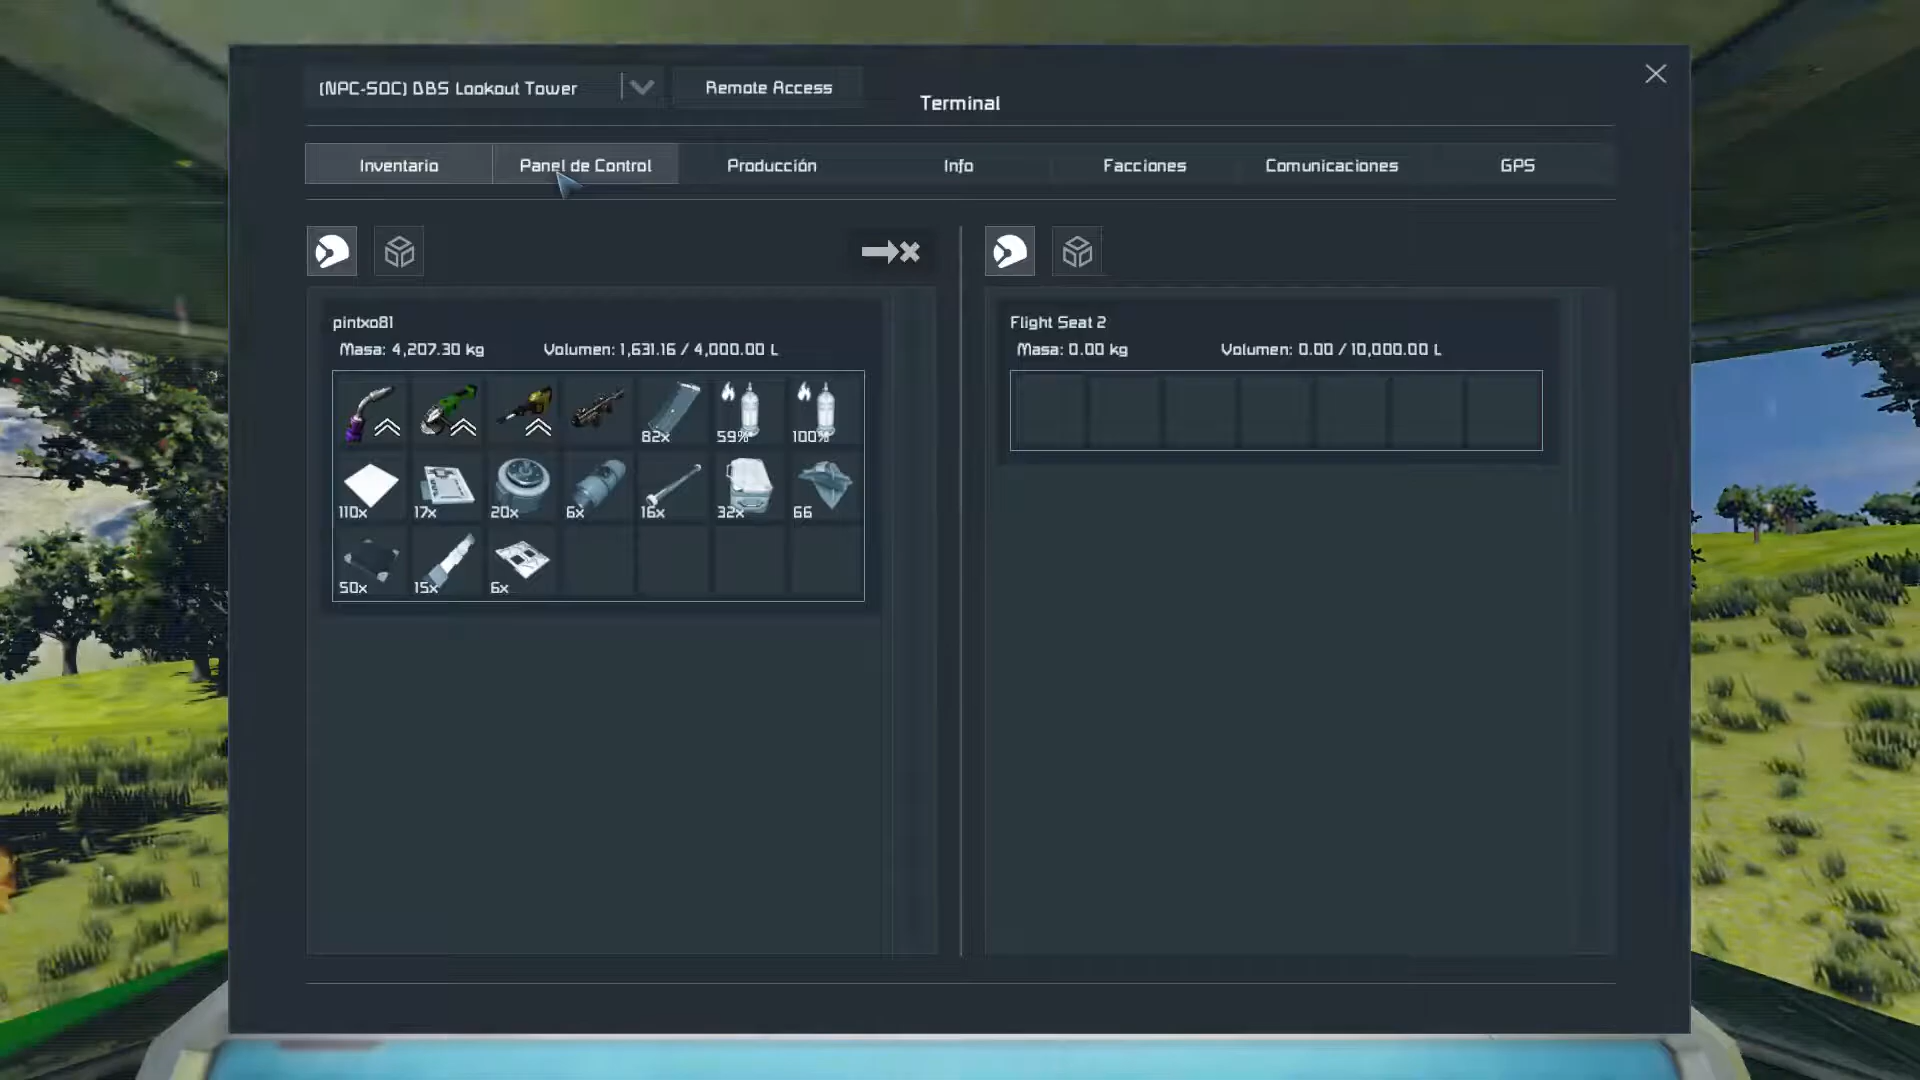 (NPC-SOC) DBS Lookout Tower
Remote Access
Terminal
Inventario
Panel de Control
Producción
Info
Facciones
Comunicaciones
GPS
pintxo81
Masa: 4,207.30 kg
Volumen: 1,631.16 / 4,000.00 L
82x
59%
100%
110x
17x
20x
6x
16x
32x
66
50x
15x
6x
Flight Seat 2
Masa: 0.00 kg
Volumen: 0.00 / 10,000.00 L